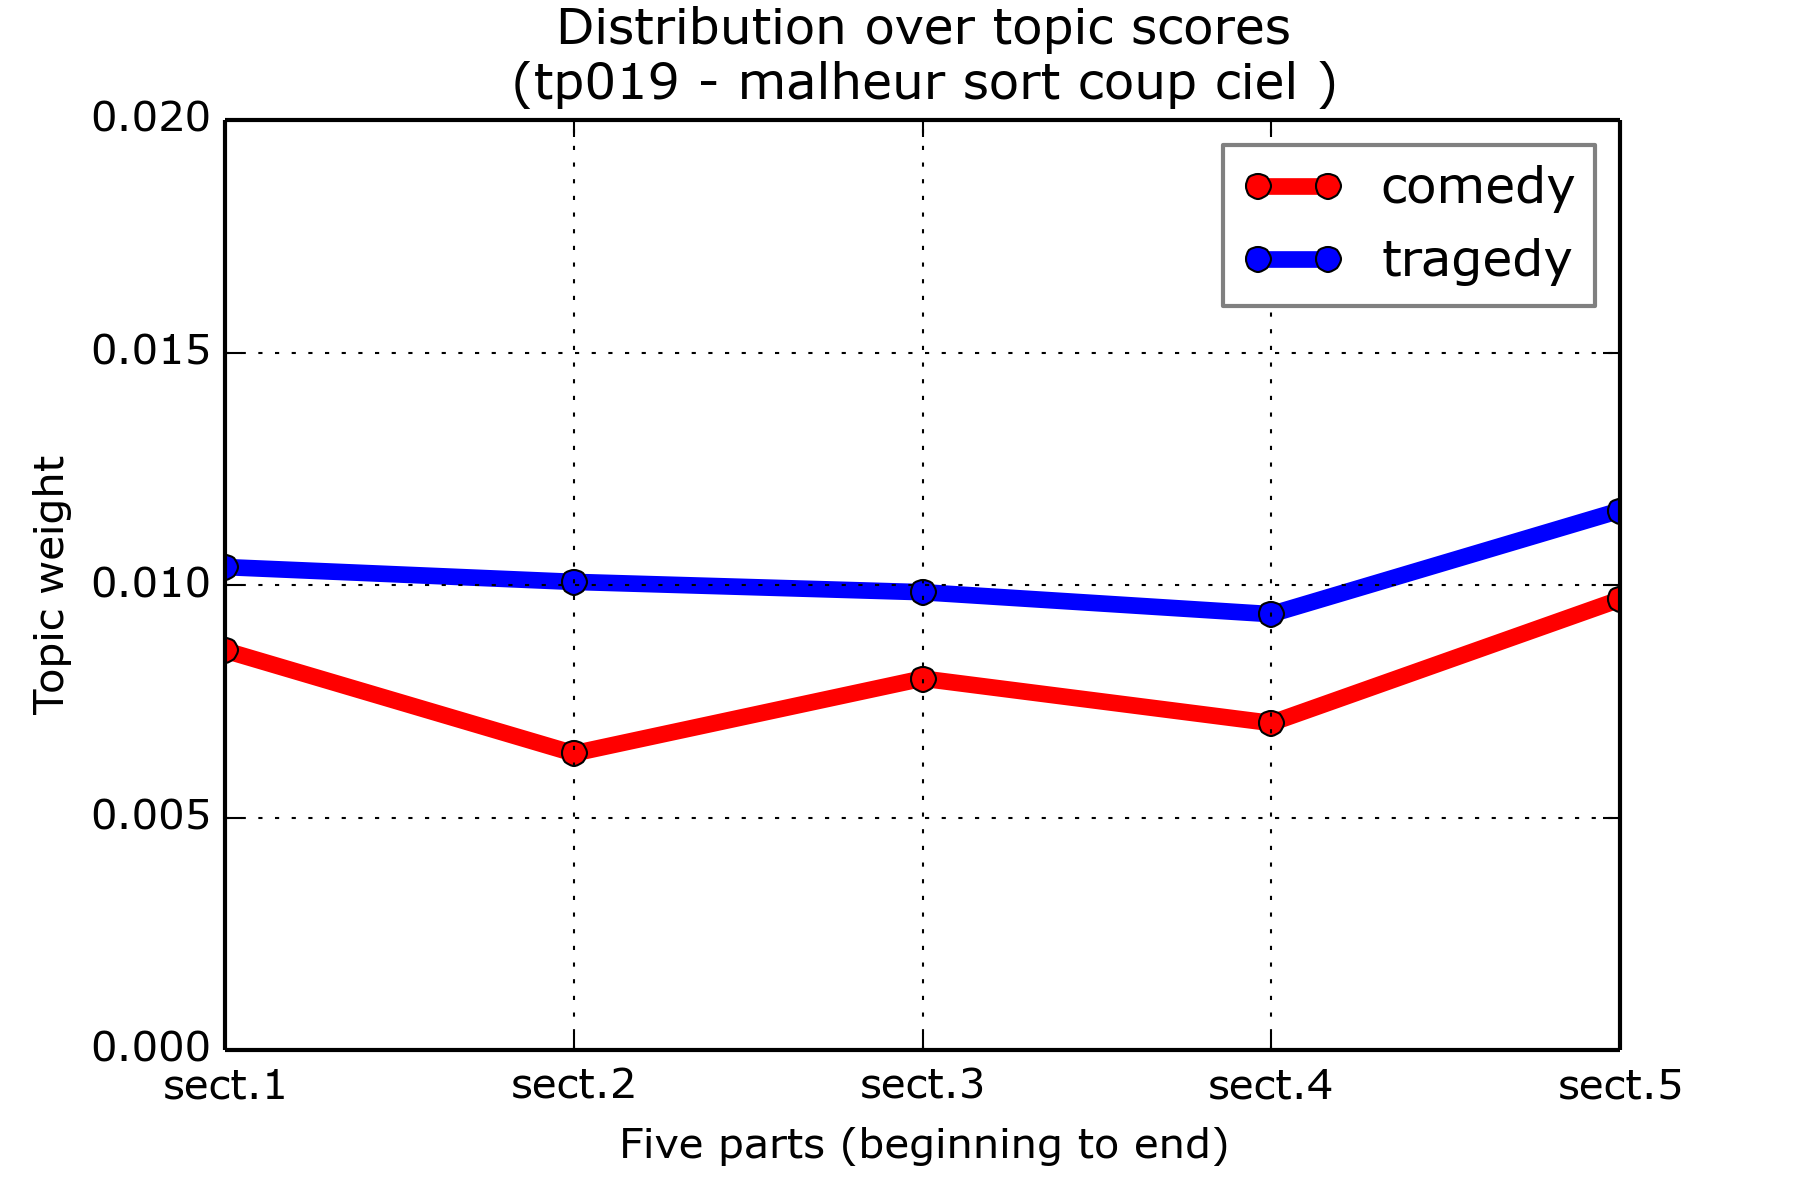 Distribution over topic scores
(tp019 - malheur sort coup ciel )
0.020
0.015
0.010
0.005
0.000
Topic weight
comedy
tragedy
sect.1 sect.2 sect.3 sect.4 sect.5
Five parts (beginning to end)